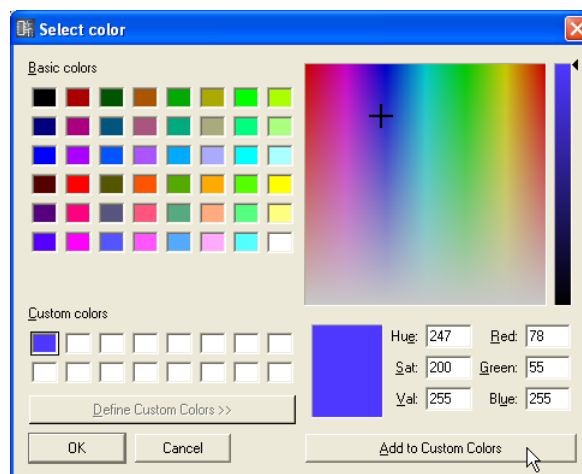 Select color
Basic colors
Custom colors
Define Custom Colors >>
OK
Cancel
Hue: 247
Red: 78
Sat: 200
Green: 55
Val: 255
Blue: 255
Add to Custom Colors